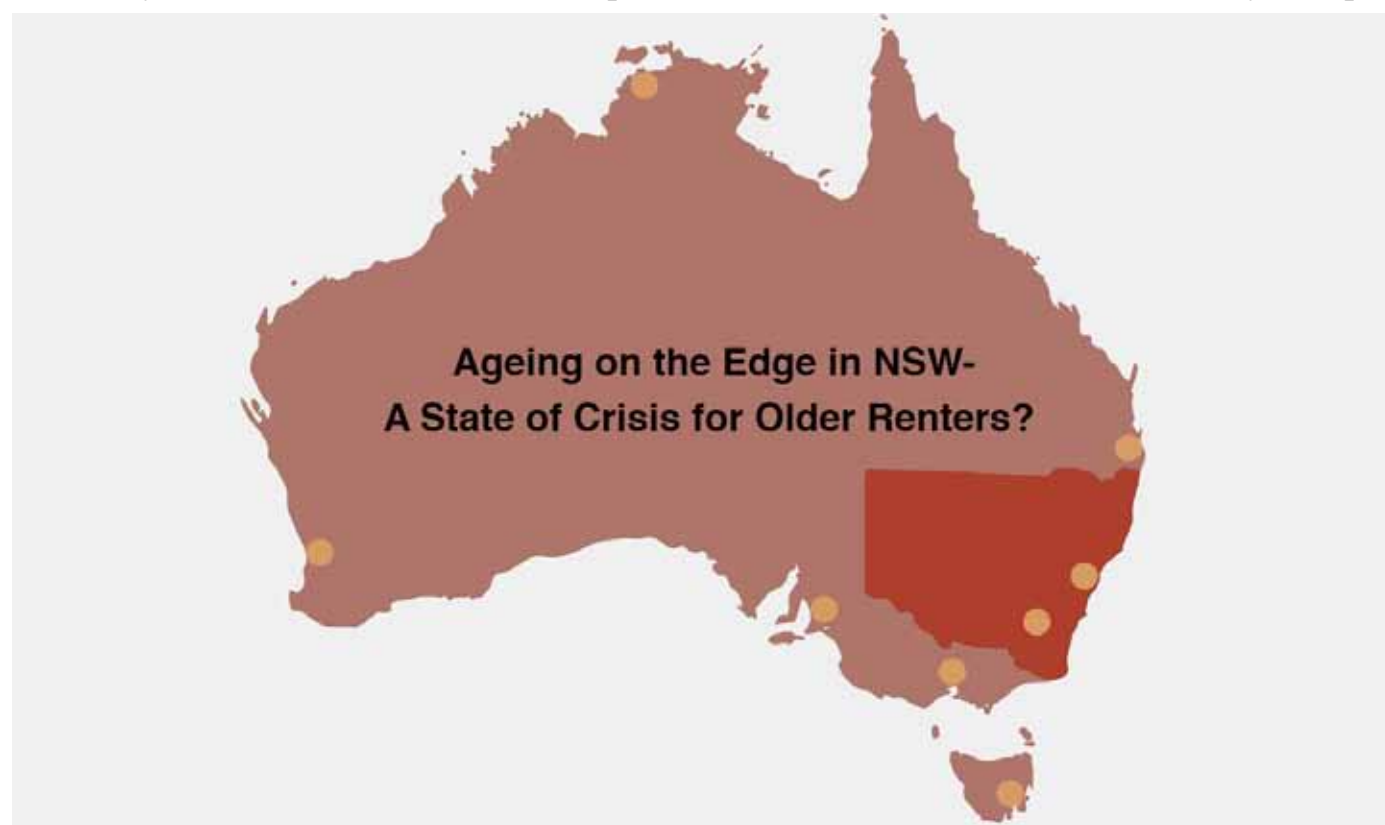 Ageing on the Edge in NSW-
A State of Crisis for Older Renters?